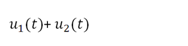 u₁(t)+ u₂(t)